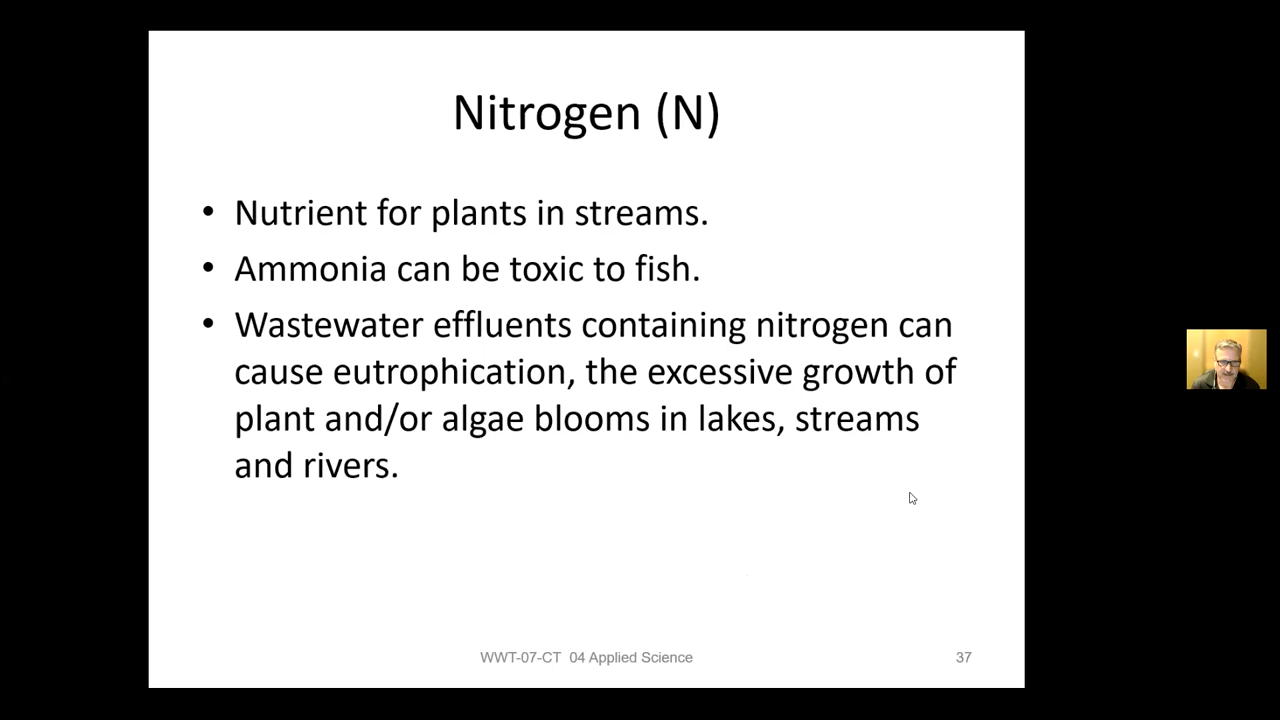 Nitrogen (N)
• Nutrient for plants in streams.
• Ammonia can be toxic to fish.
• Wastewater effluents containing nitrogen can
cause eutrophication, the excessive growth of
plant and/or algae blooms in lakes, streams
and rivers.
WWT-07-CT 04 Applied Science
37